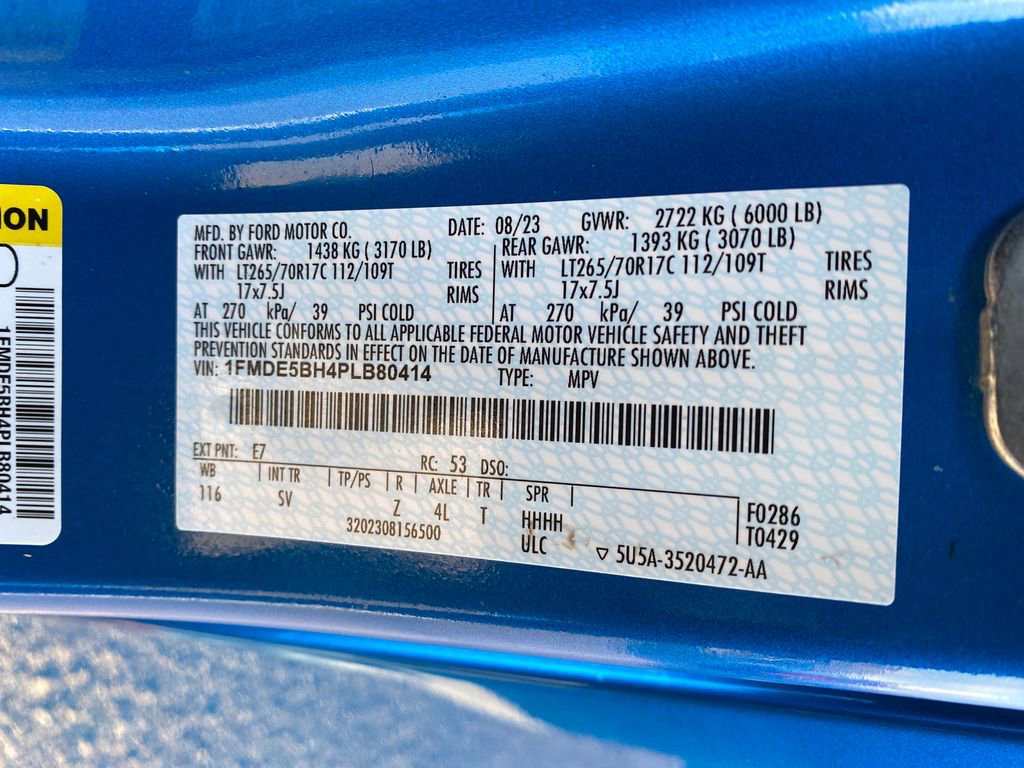 ION
1FMDE5BH4PLB80414
MFD. BY FORD MOTOR CO. DATE: 08/23 GVWR: 2722 KG ( 6000 LB)
FRONT GAWR: 1438 KG ( 3170 LB) REAR GAWR: 1393 KG ( 3070 LB)
WITH LT265/70R17C 112/109T TIRES WITH LT265/70R17C 112/109T TIRES
17x7.5J RIMS 17x7.5J RIMS
AT 270 kPa/ 39 PSI COLD AT 270 kPa/ 39 PSI COLD
THIS VEHICLE CONFORMS TO ALL APPLICABLE FEDERAL MOTOR VEHICLE SAFETY AND THEFT
PREVENTION STANDARDS IN EFFECT ON THE DATE OF MANUFACTURE SHOWN ABOVE.
VIN: 1FMDE5BH4PLB80414 TYPE: MPV
EXT PNT: E7 RC: 53 DSO:
WB INT TR TP/PS R AXLE TR SPR
116 SV Z 4L T HHHH F0286
3202308156500 ULC T0429
5U5A-3520472-AA